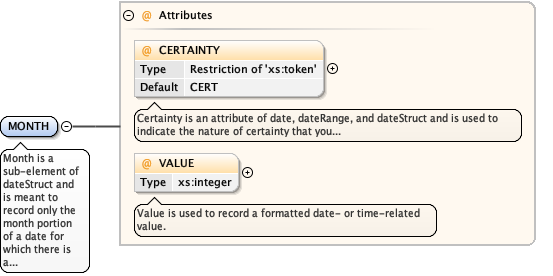 @ Attributes
@ CERTAINTY
Type Restriction of 'xs:token'
Default CERT
Certainty is an attribute of date, dateRange, and dateStruct and is used to
indicate the nature of certainty that you...
MONTH
Month is a
sub-element of
dateStruct and
is meant to
record only the
month portion
of a date for
which there is
a...
@ VALUE
Type xs:integer
Value is used to record a formatted date- or time-related
value.